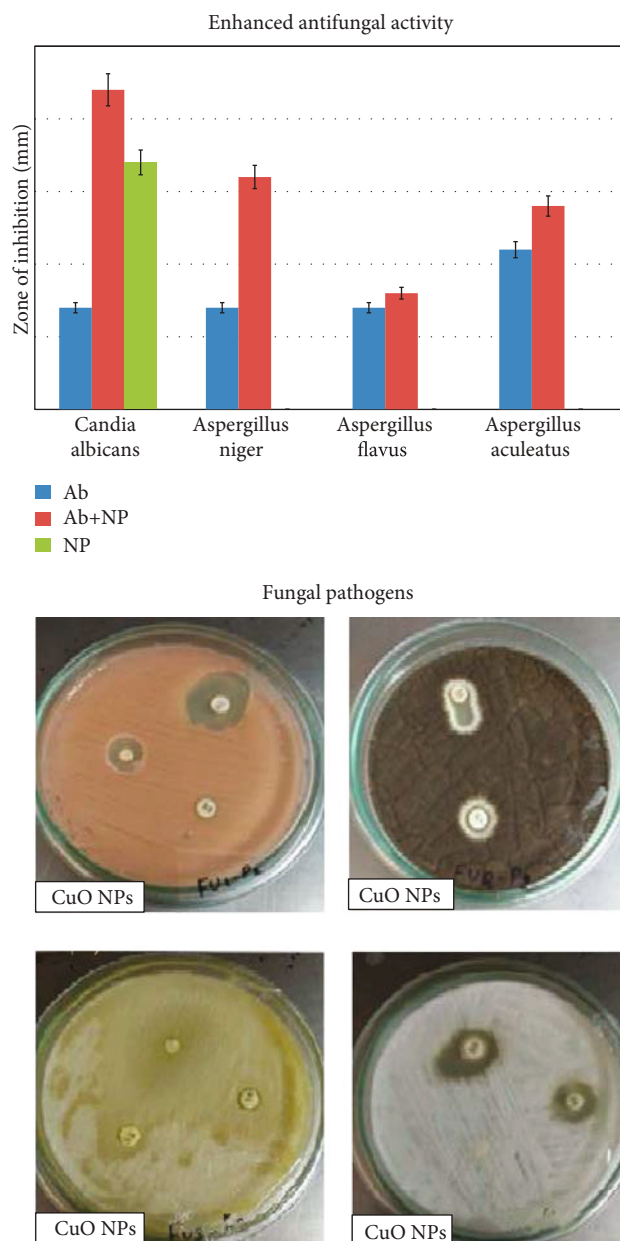 Enhanced antifungal activity
Zone of inhibition (mm)
Candia
albicans
Aspergillus
niger
Aspergillus
flavus
Aspergillus
aculeatus
Ab
Ab+NP
NP
Fungal pathogens
CuO NPs
CuO NPs
CuO NPs
CuO NPs